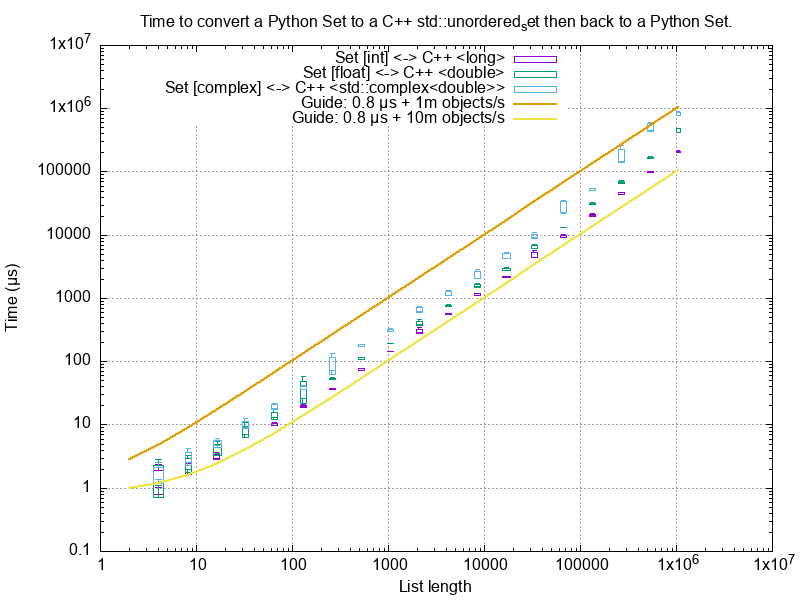 Time to convert a Python Set to a C++ std::unordered_set then back to a Python Set.
1x10^7
Set [int] <-> C++ <long>
Set [float] <-> C++ <double>
Set [complex] <-> C++ <std::complex<double>>
Guide: 0.8 µs + 1m objects/s
Guide: 0.8 µs + 10m objects/s
1x10^6
100000
10000
1000
100
10
1
0.1
Time (µs)
1 10 100 1000 10000 100000 1x10^6 1x10^7
List length